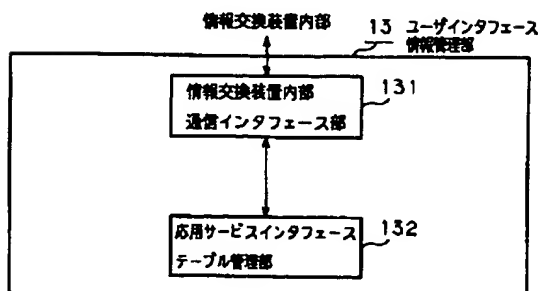 情報交換装置内部
13 ユーザインタフェース
情報管理部
情報交換装置内部
通信インタフェース部
131
応用サービスインタフェース
テーブル管理部
132